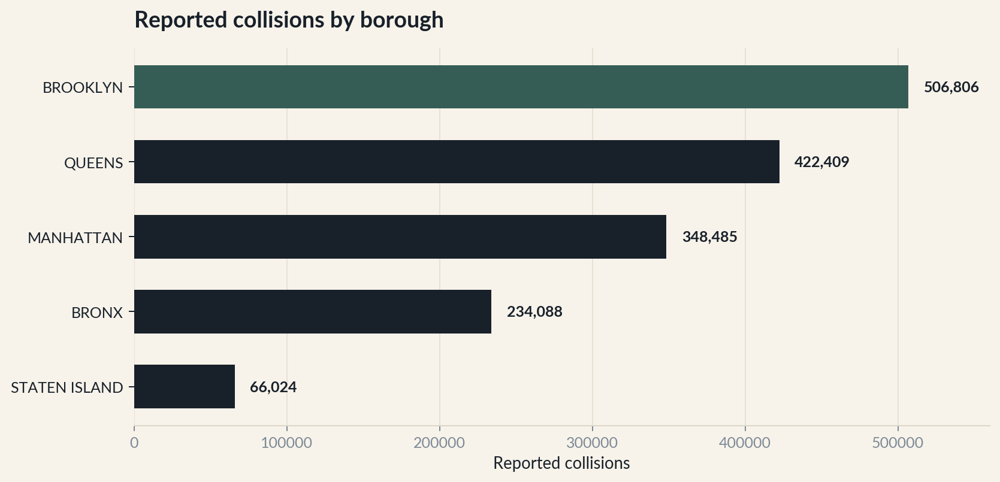 Reported collisions by borough
BROOKLYN 506,806
QUEENS 422,409
MANHATTAN 348,485
BRONX 234,088
STATEN ISLAND 66,024
0 100000 200000 300000 400000 500000
Reported collisions